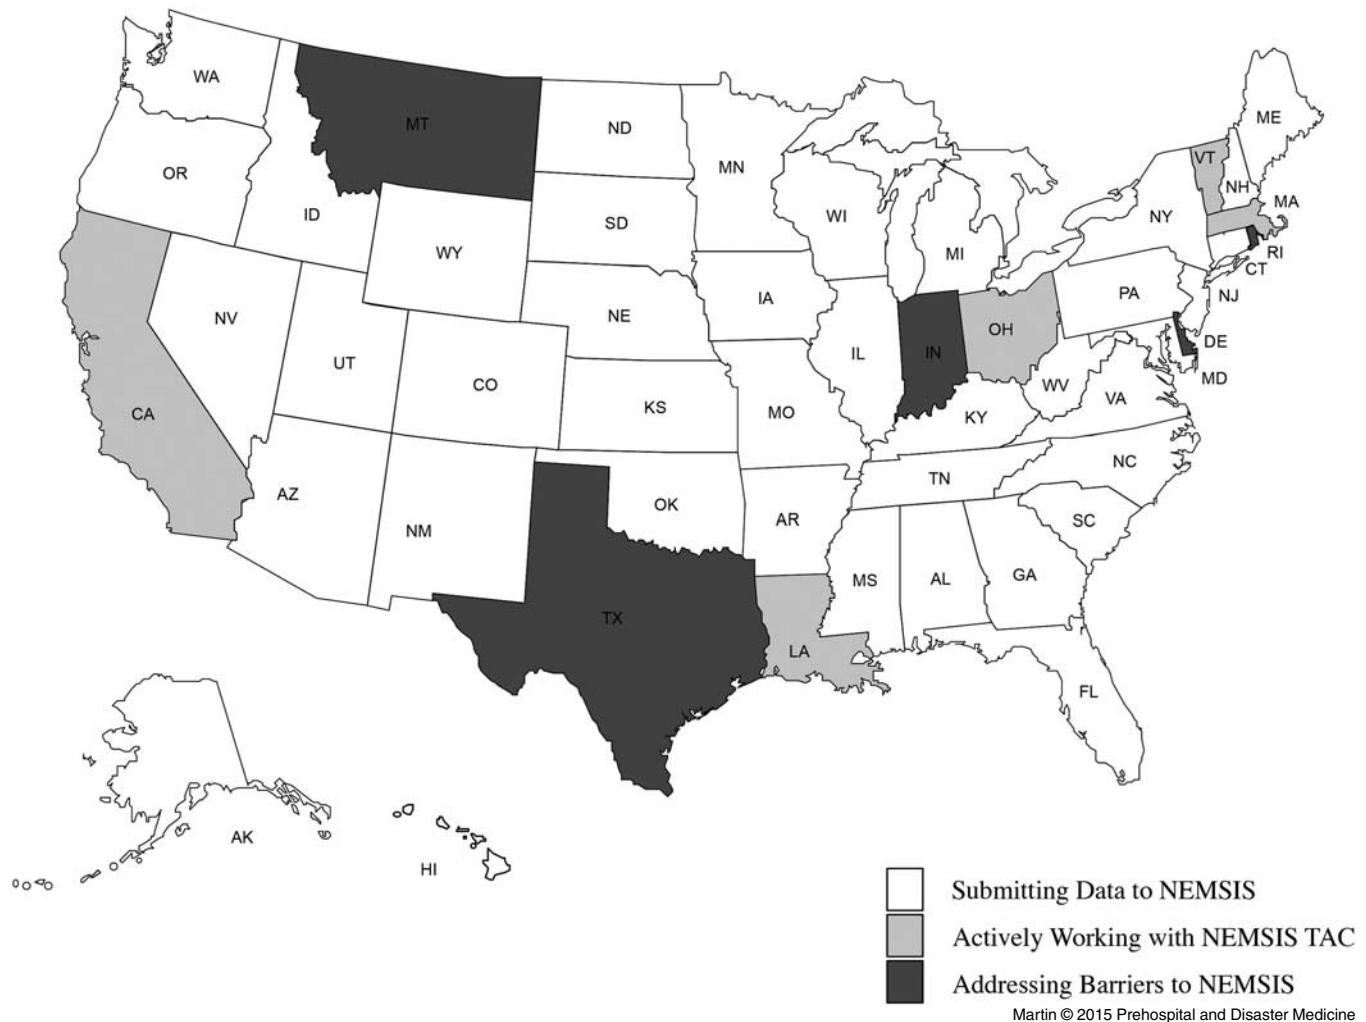 WA
MT
ND
ME
MN
VT
OR
NH
ID
WI
NY
MA
SD
WY
MI
RI
CT
IA
PA
NJ
NV
NE
OH
DE
UT
IL
IN
CO
WV
MD
CA
KS
MO
KY
VA
TN
NC
AZ
OK
AR
SC
NM
MS
AL
GA
TX
LA
FL
AK
HI
Submitting Data to NEMSIS
Actively Working with NEMSIS TAC
Addressing Barriers to NEMSIS
Martin © 2015 Prehospital and Disaster Medicine